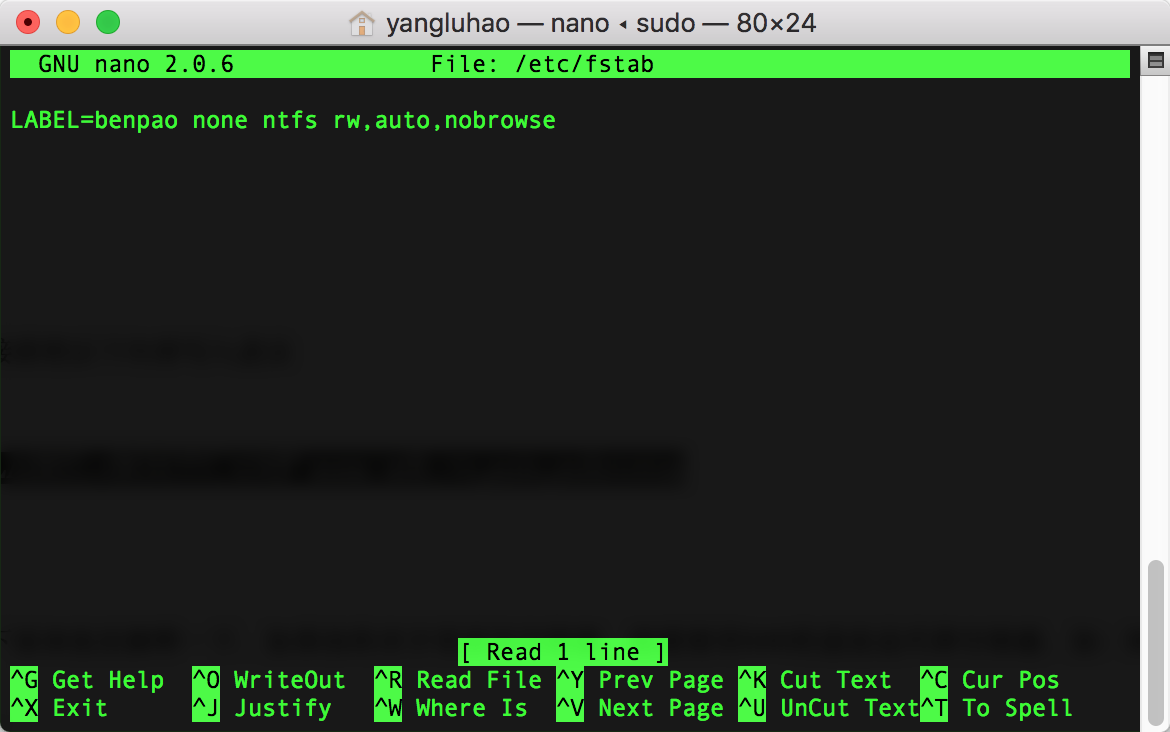 yangluhao — nano ◂ sudo — 80×24
GNU nano 2.0.6 File: /etc/fstab
LABEL=benpao none ntfs rw,auto,nobrowse
[ Read 1 line ]
^G Get Help ^O WriteOut ^R Read File ^Y Prev Page ^K Cut Text ^C Cur Pos
^X Exit ^J Justify ^W Where Is ^V Next Page ^U UnCut Text ^T To Spell